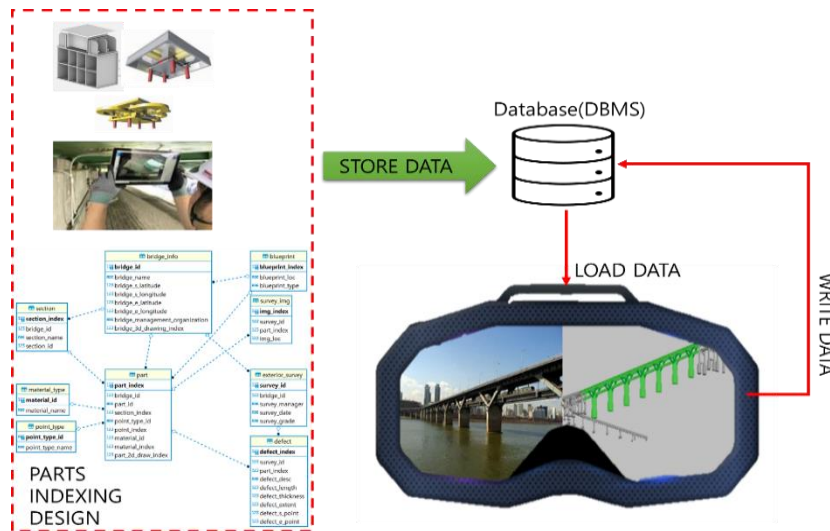 Database(DBMS)
STORE DATA
LOAD DATA
WRITE DATA
bridge_info
bridge_id
bridge_name
bridge_s_latitude
bridge_s_longitude
bridge_e_latitude
bridge_e_longitude
bridge_management_organization
bridge_3d_drawing_index
blueprint
blueprint_index
blueprint_loc
blueprint_type
survey_img
img_index
survey_id
part_index
img_loc
section
section_index
bridge_id
section_name
section_id
part
part_index
bridge_id
part_id
section_index
point_type_id
point_index
material_id
material_index
part_2d_draw_index
exterior_survey
survey_id
bridge_id
survey_manager
survey_date
survey_grade
material_type
material_id
material_name
point_type
point_type_id
point_type_name
defect
defect_index
survey_id
part_index
defect_desc
defect_length
defect_thickness
defect_extent
defect_s_point
defect_e_point
PARTS
INDEXING
DESIGN